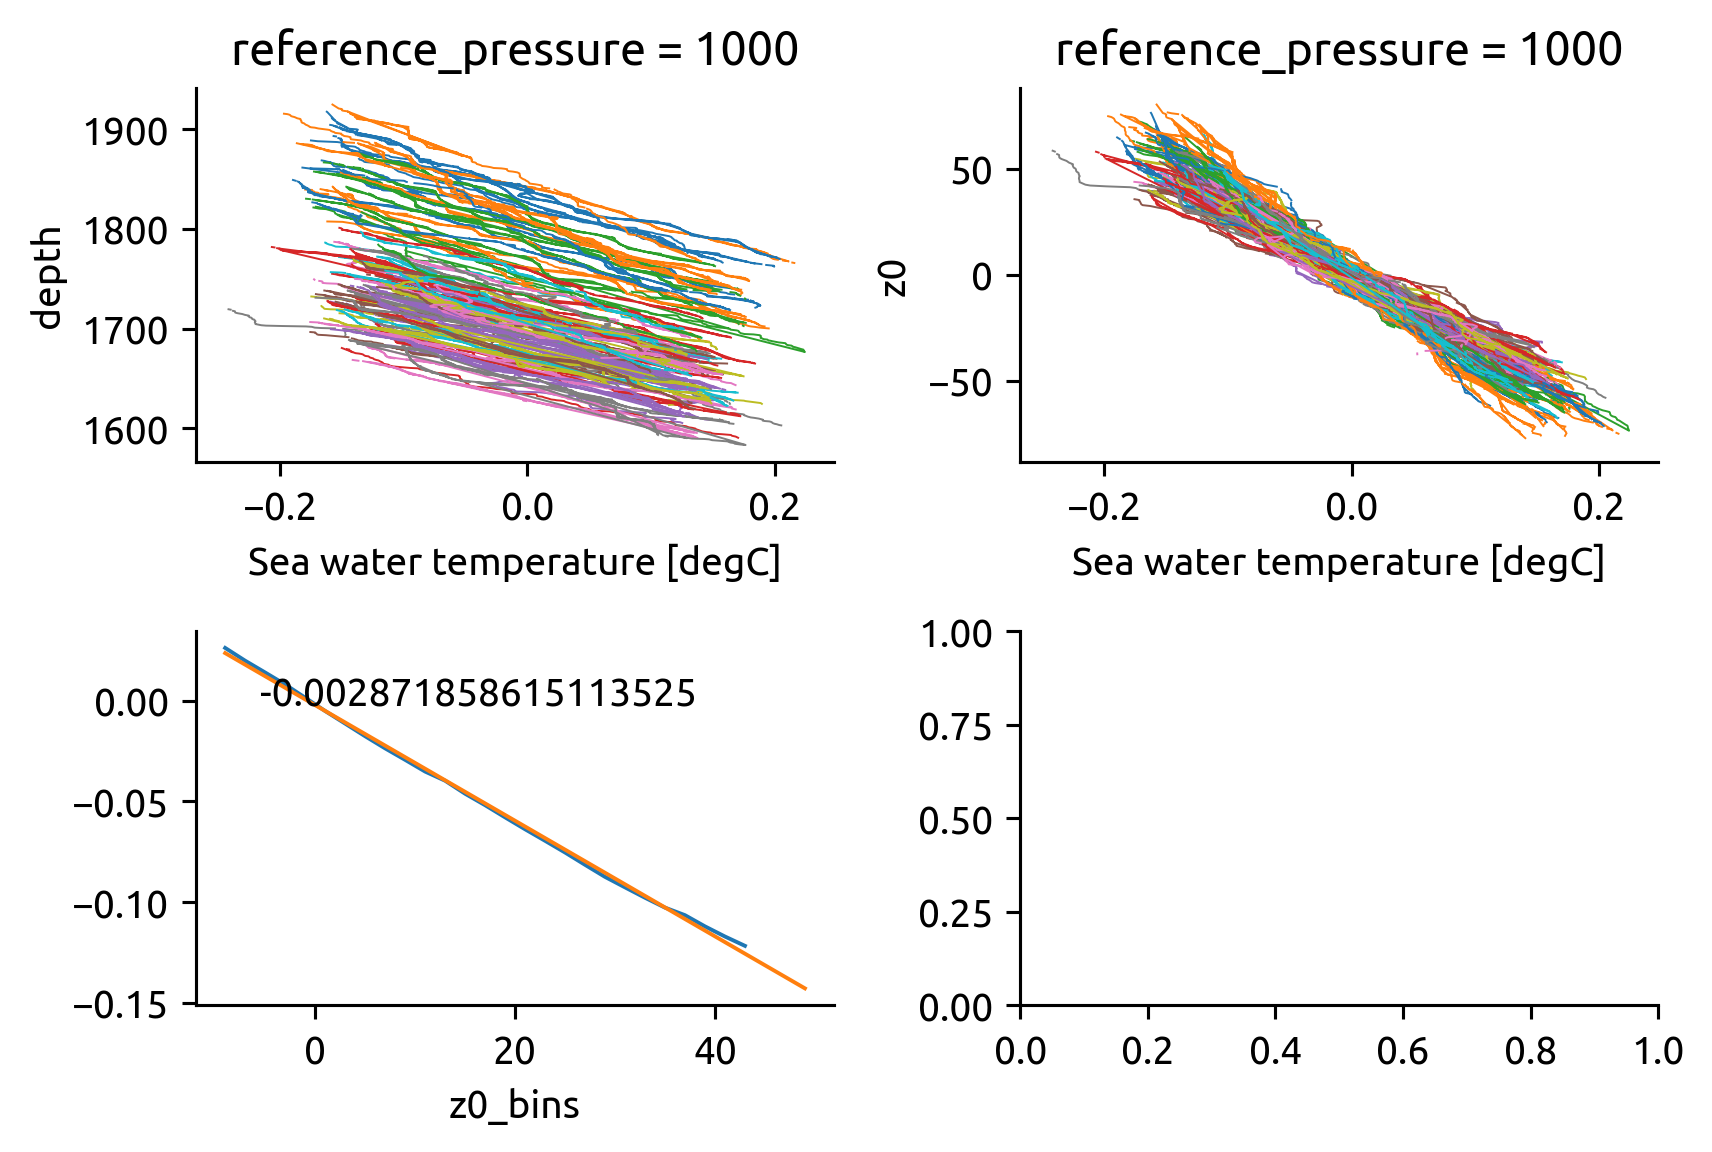 reference_pressure = 1000
1900
1800
1700
1600
depth
−0.2 0.0 0.2
Sea water temperature [degC]
reference_pressure = 1000
50
0
−50
z0
−0.2 0.0 0.2
Sea water temperature [degC]
-0.002871858615113525
0.00
−0.05
−0.10
−0.15
0 20 40
z0_bins
1.00
0.75
0.50
0.25
0.00
0.0 0.2 0.4 0.6 0.8 1.0